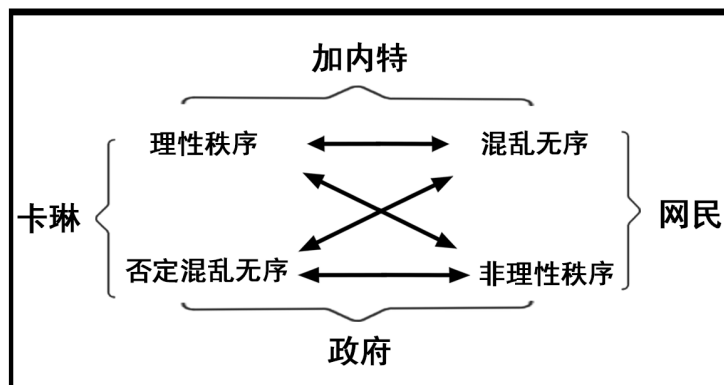 加内特
理性秩序
混乱无序
卡琳
网民
否定混乱无序
非理性秩序
政府